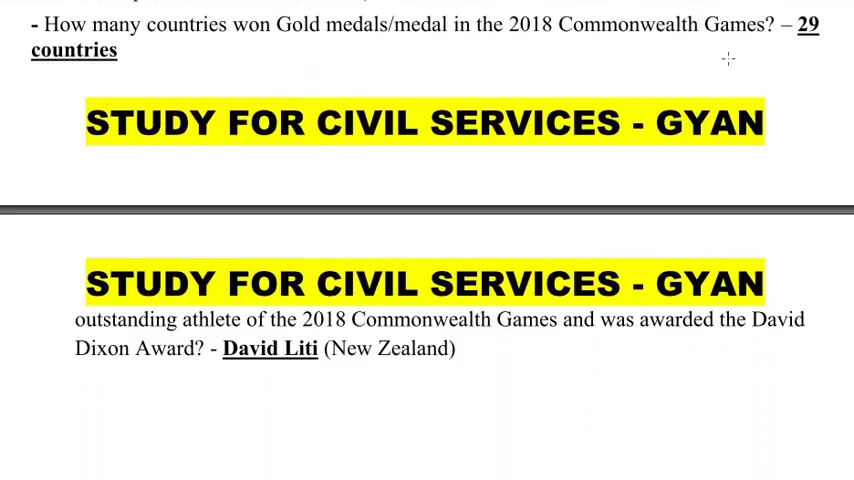 - How many countries won Gold medals/medal in the 2018 Commonwealth Games? – 29
countries
STUDY FOR CIVIL SERVICES - GYAN
STUDY FOR CIVIL SERVICES - GYAN
outstanding athlete of the 2018 Commonwealth Games and was awarded the David
Dixon Award? - David Liti (New Zealand)